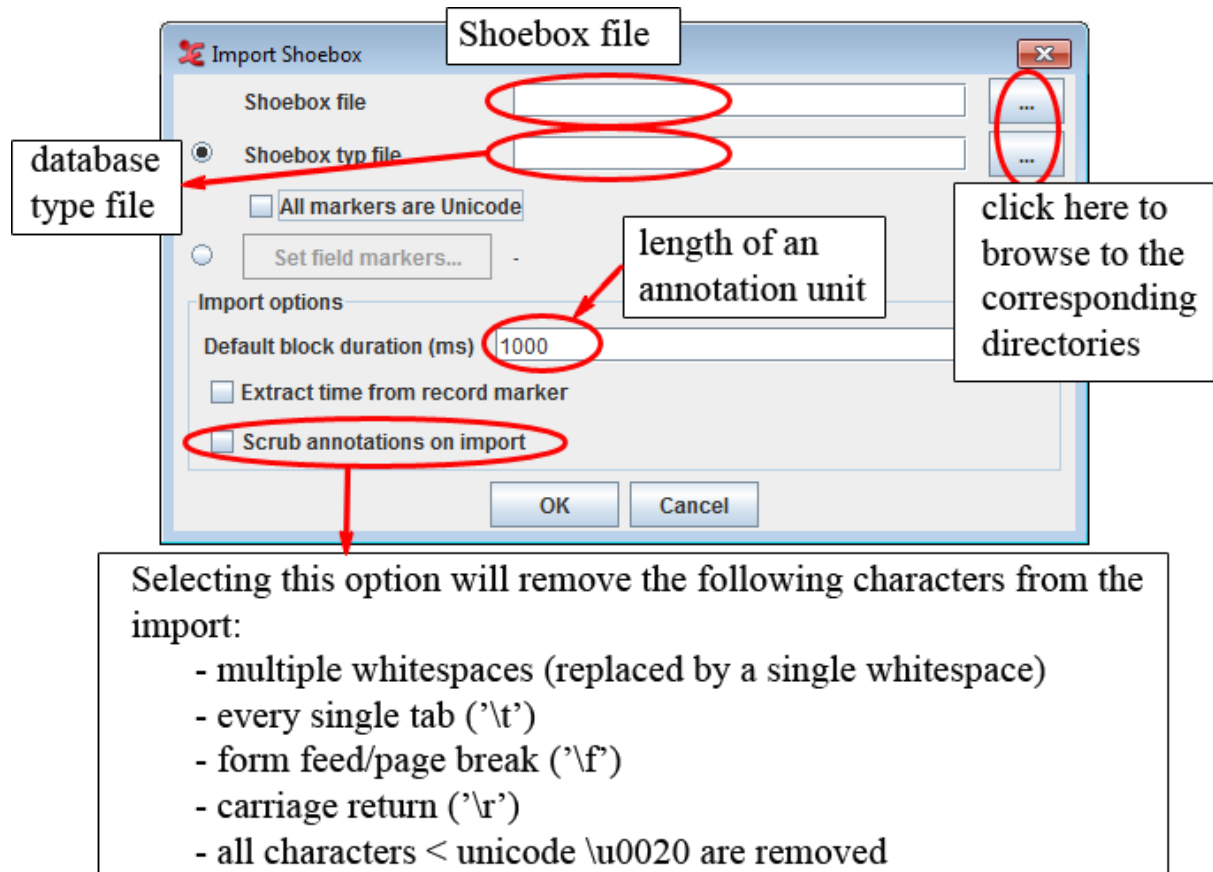 Shoebox file
Import Shoebox
Shoebox file
...
database
type file
Shoebox typ file
...
All markers are Unicode
click here to
browse to the
corresponding
directories
Set field markers...
-
length of an
annotation unit
Import options
Default block duration (ms)
1000
Extract time from record marker
Scrub annotations on import
OK
Cancel
Selecting this option will remove the following characters from the
import:
- multiple whitespaces (replaced by a single whitespace)
- every single tab (’\t’)
- form feed/page break (’\f’)
- carriage return (’\r’)
- all characters < unicode \u0020 are removed